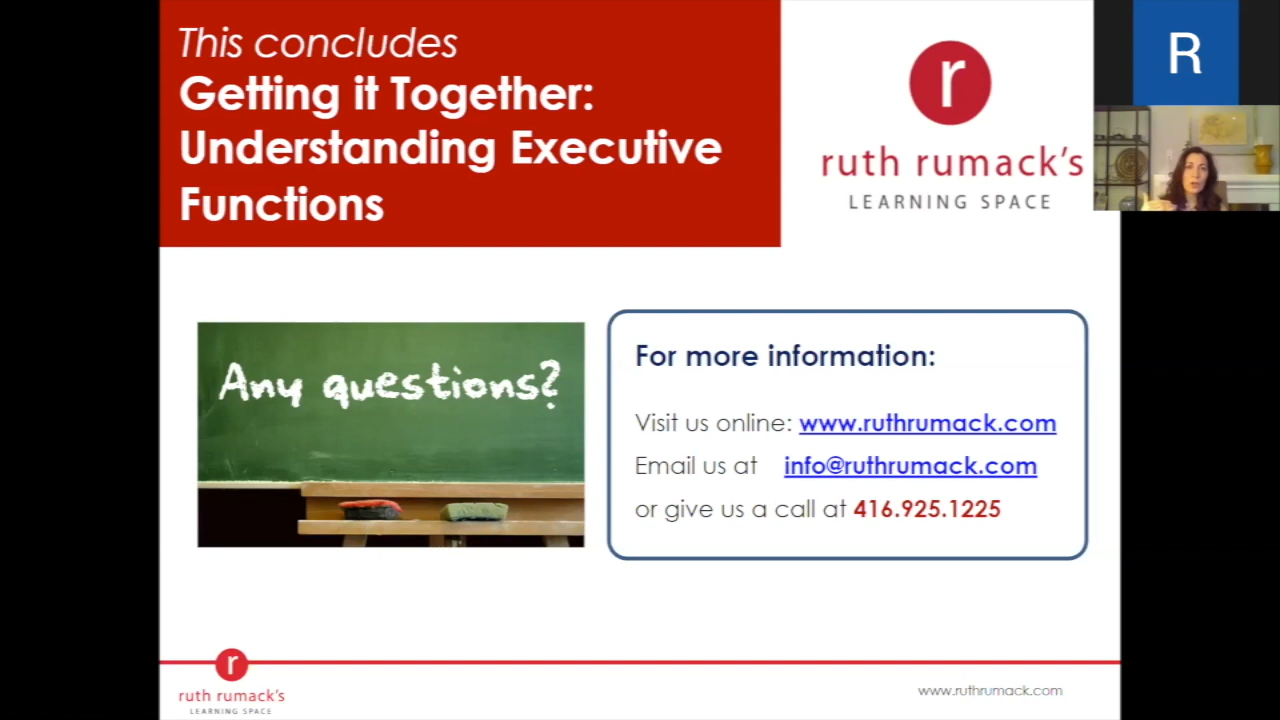 This concludes
Getting it Together:
Understanding Executive
Functions
r
ruth rumack's
LEARNING SPACE
R
Any questions?
For more information:
Visit us online: www.ruthrumack.com
Email us at info@ruthrumack.com
or give us a call at 416.925.1225
r
ruth rumack's
LEARNING SPACE
www.ruthrumack.com